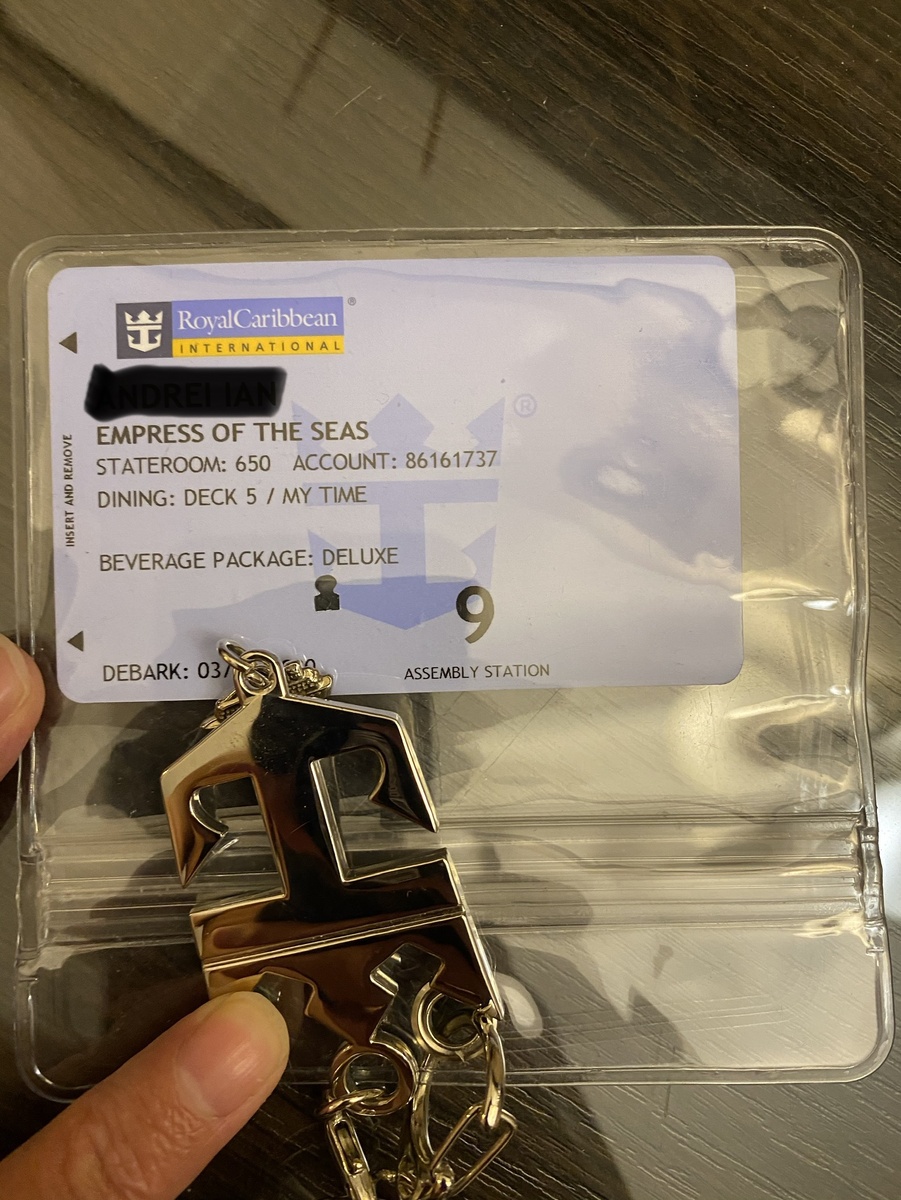 RoyalCaribbean ®
INTERNATIONAL
INSERT AND REMOVE
®
EMPRESS OF THE SEAS
STATEROOM: 650 ACCOUNT: 86161737
DINING: DECK 5 / MY TIME
BEVERAGE PACKAGE: DELUXE
9
DEBARK: 03/
ASSEMBLY STATION